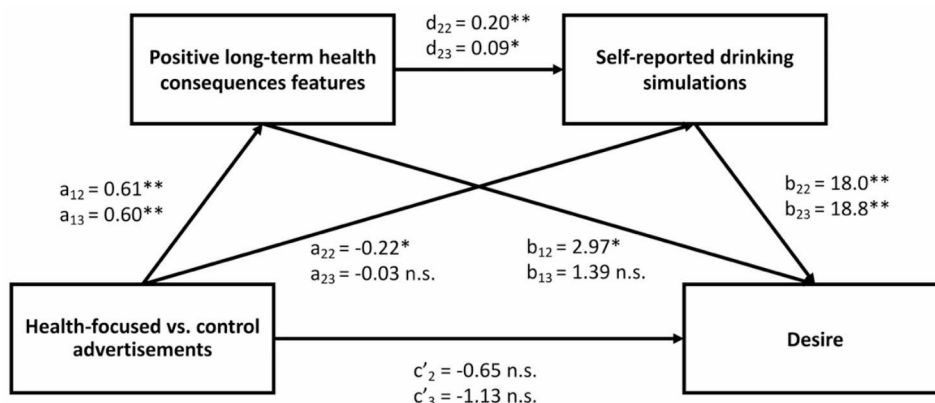 d₂₂ = 0.20**
d₂₃ = 0.09*
Positive long-term health
consequences features
Self-reported drinking
simulations
a₁₂ = 0.61**
a₁₃ = 0.60**
b₂₂ = 18.0**
b₂₃ = 18.8**
a₂₂ = -0.22*
a₂₃ = -0.03 n.s.
b₁₂ = 2.97*
b₁₃ = 1.39 n.s.
Health-focused vs. control
advertisements
Desire
c'₂ = -0.65 n.s.
c'₃ = -1.13 n.s.